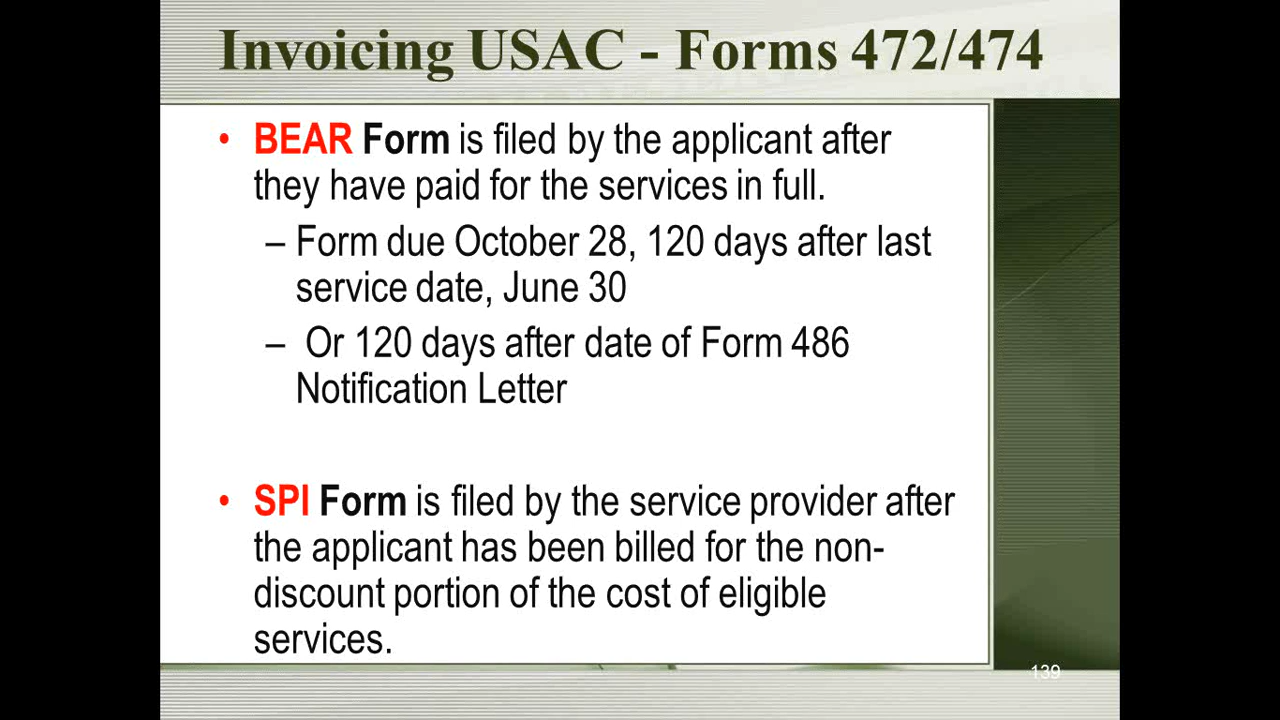 Invoicing USAC - Forms 472/474
• BEAR Form is filed by the applicant after
they have paid for the services in full.
– Form due October 28, 120 days after last
service date, June 30
– Or 120 days after date of Form 486
Notification Letter
• SPI Form is filed by the service provider after
the applicant has been billed for the non-
discount portion of the cost of eligible
services.
139